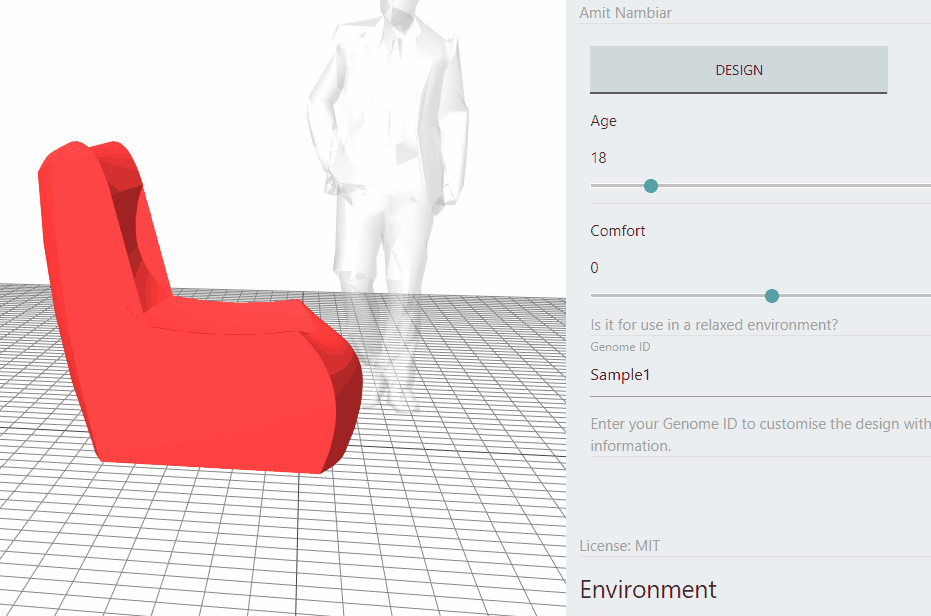 Amit Nambiar
DESIGN
Age
18
Comfort
0
Is it for use in a relaxed environment?
Genome ID
Sample1
Enter your Genome ID to customise the design with
information.
License: MIT
Environment